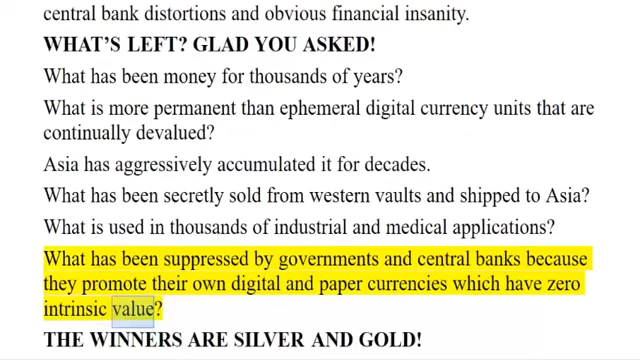 central bank distortions and obvious financial insanity.
WHAT'S LEFT? GLAD YOU ASKED!
What has been money for thousands of years?
What is more permanent than ephemeral digital currency units that are
continually devalued?
Asia has aggressively accumulated it for decades.
What has been secretly sold from western vaults and shipped to Asia?
What is used in thousands of industrial and medical applications?
What has been suppressed by governments and central banks because
they promote their own digital and paper currencies which have zero
intrinsic value?
THE WINNERS ARE SILVER AND GOLD!